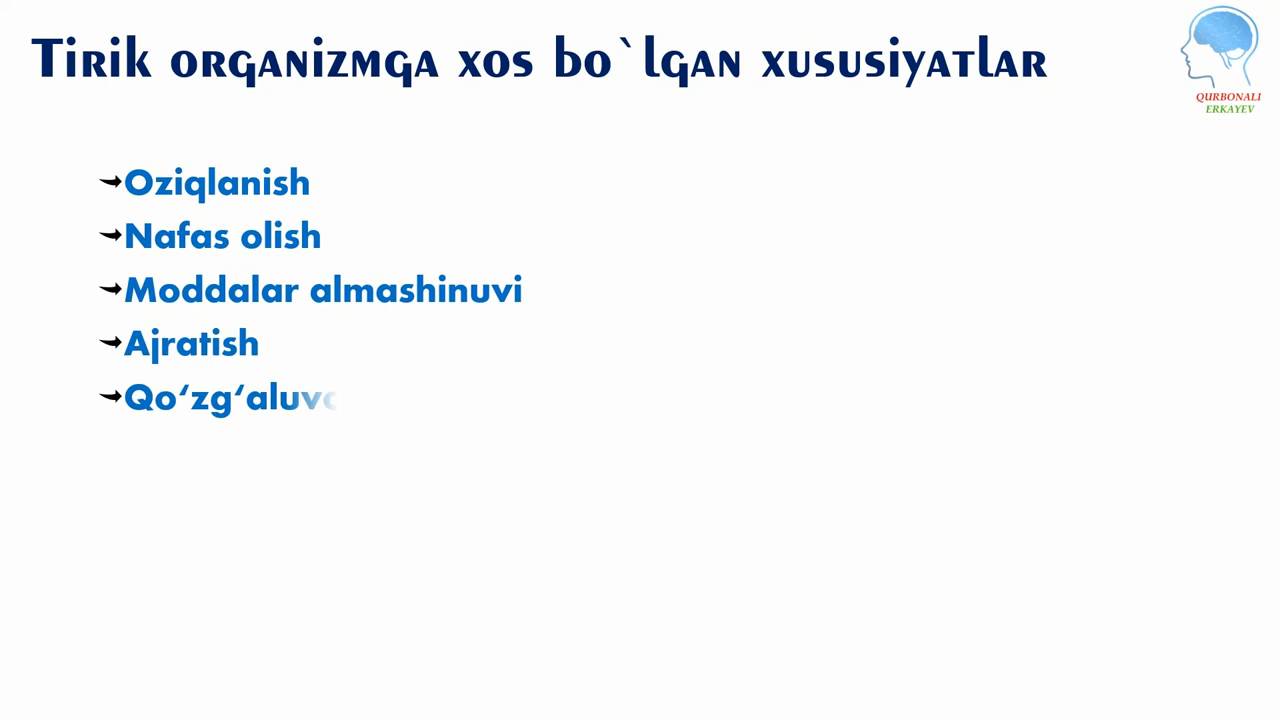 Tirik organizmga xos bo`lgan xususiyatlar
QURBONALI
ERKAYEV
Oziqlanish
Nafas olish
Moddalar almashinuvi
Ajratish